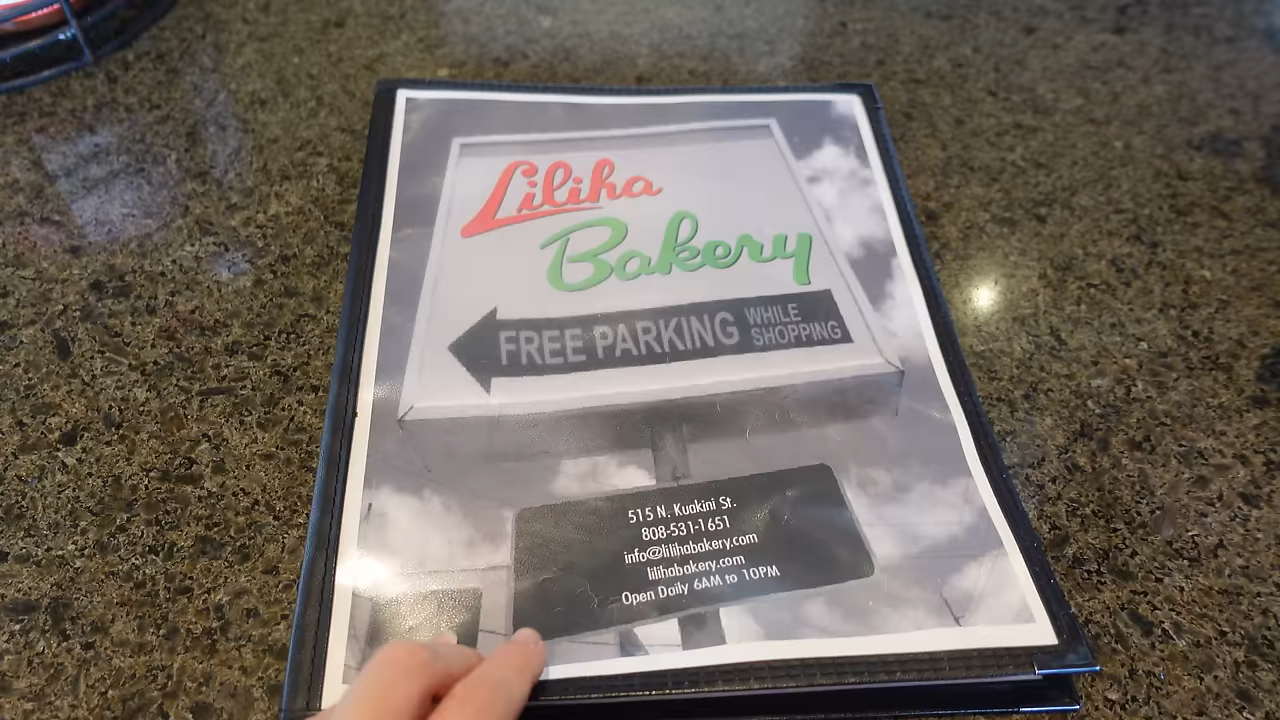 Liliha
Bakery
FREE PARKING WHILE SHOPPING
515 N. Kuakini St.
808-531-1651
info@lilihabakery.com
lilihabakery.com
Open Daily 6AM to 10PM